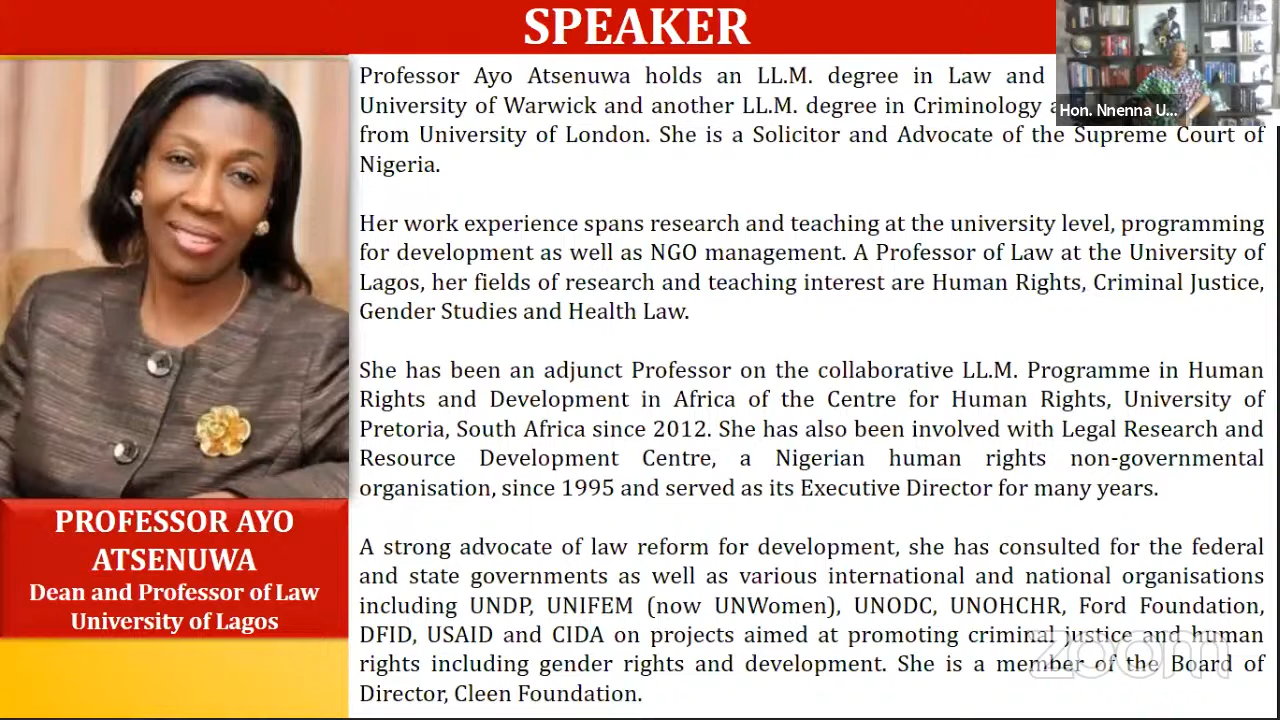 SPEAKER
Professor Ayo Atsenuwa holds an LL.M. degree in Law and
University of Warwick and another LL.M. degree in Criminology
from University of London. She is a Solicitor and Advocate of the Supreme Court of
Nigeria.
Her work experience spans research and teaching at the university level, programming
for development as well as NGO management. A Professor of Law at the University of
Lagos, her fields of research and teaching interest are Human Rights, Criminal Justice,
Gender Studies and Health Law.
She has been an adjunct Professor on the collaborative LL.M. Programme in Human
Rights and Development in Africa of the Centre for Human Rights, University of
Pretoria, South Africa since 2012. She has also been involved with Legal Research and
Resource Development Centre, a Nigerian human rights non-governmental
organisation, since 1995 and served as its Executive Director for many years.
A strong advocate of law reform for development, she has consulted for the federal
and state governments as well as various international and national organisations
including UNDP, UNIFEM (now UNWomen), UNODC, UNOHCHR, Ford Foundation,
DFID, USAID and CIDA on projects aimed at promoting criminal justice and human
rights including gender rights and development. She is a member of the Board of
Director, Cleen Foundation.
PROFESSOR AYO
ATSENUWA
Dean and Professor of Law
University of Lagos
Hon. Nnenna U...
zoom